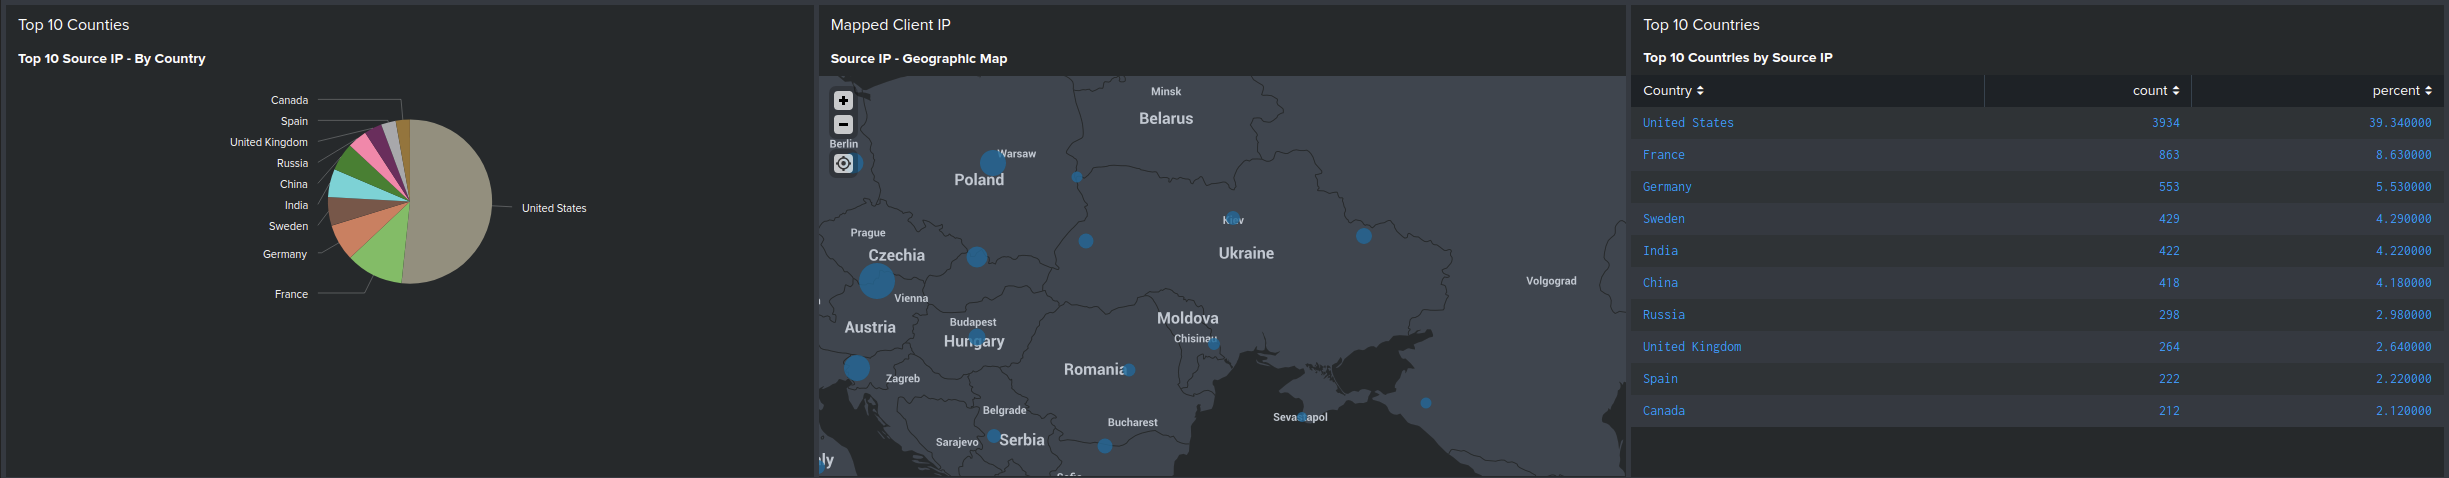 Top 10 Counties
Top 10 Source IP - By Country
Canada
Spain
United Kingdom
Russia
China
India
Sweden
Germany
France
United States
Mapped Client IP
Source IP - Geographic Map
+
−
Minsk
Belarus
Berlin
Warsaw
Poland
Kiev
Prague
Czechia
Ukraine
Volgograd
Vienna
Austria
Budapest
Hungary
Moldova
Chisinau
Romania
Zagreb
Belgrade
Sevastapol
Bucharest
Sarajevo
Serbia
ly
Top 10 Countries
Top 10 Countries by Source IP
Country count percent
United States 3934 39.340000
France 863 8.630000
Germany 553 5.530000
Sweden 429 4.290000
India 422 4.220000
China 418 4.180000
Russia 298 2.980000
United Kingdom 264 2.640000
Spain 222 2.220000
Canada 212 2.120000